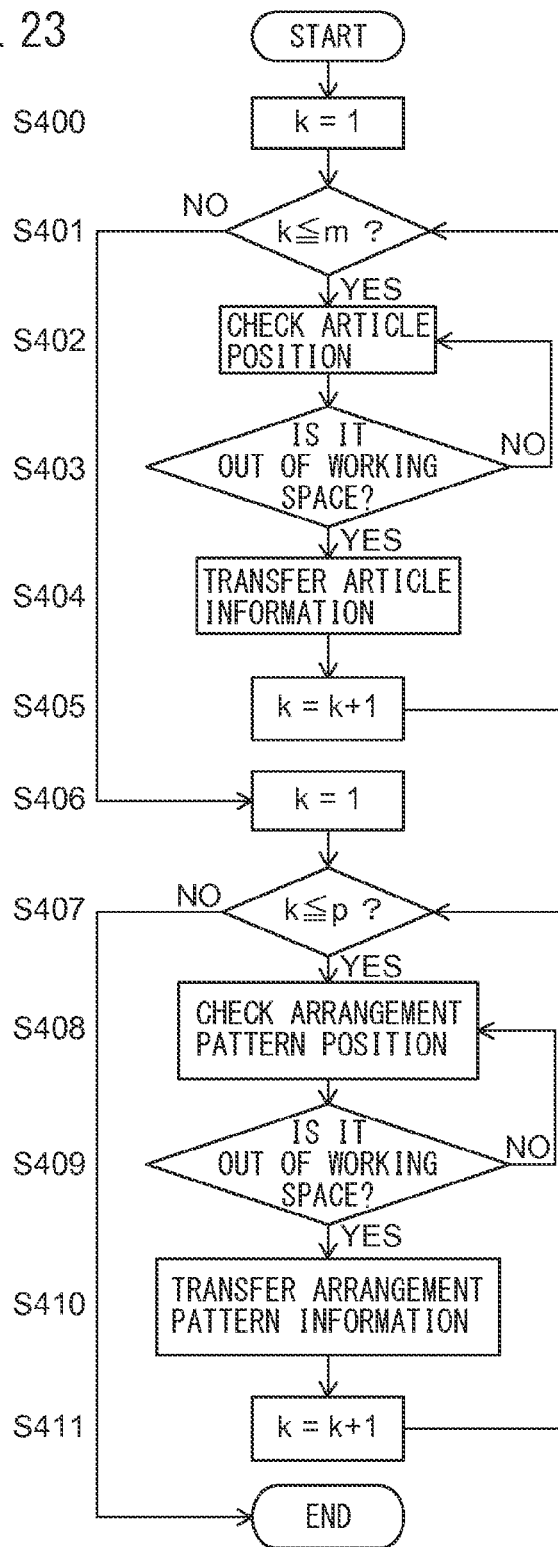 23
START
S400
k = 1
S401
NO
k≦m ?
YES
S402
CHECK ARTICLE
POSITION
S403
IS IT
OUT OF WORKING
SPACE?
NO
YES
S404
TRANSFER ARTICLE
INFORMATION
S405
k = k+1
S406
k = 1
S407
NO
k≦p ?
YES
S408
CHECK ARRANGEMENT
PATTERN POSITION
S409
IS IT
OUT OF WORKING
SPACE?
NO
YES
S410
TRANSFER ARRANGEMENT
PATTERN INFORMATION
S411
k = k+1
END